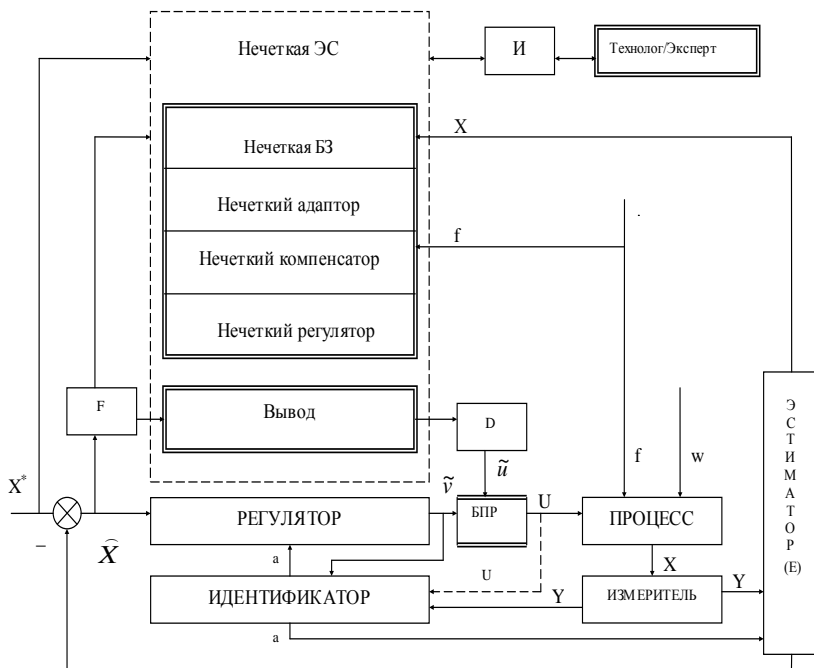 Нечеткая ЭС
И
Технолог/Эксперт
X
Нечеткая БЗ
Нечеткий адаптор
f
Нечеткий компенсатор
Нечеткий регулятор
F
Вывод
D
ũ
f
w
ЭСТИМАТОР
(E)
X*
ṽ
U
РЕГУЛЯТОР
БПР
ПРОЦЕСС
–
X̂
a
U
X
ИДЕНТИФИКАТОР
Y
ИЗМЕРИТЕЛЬ
Y
a